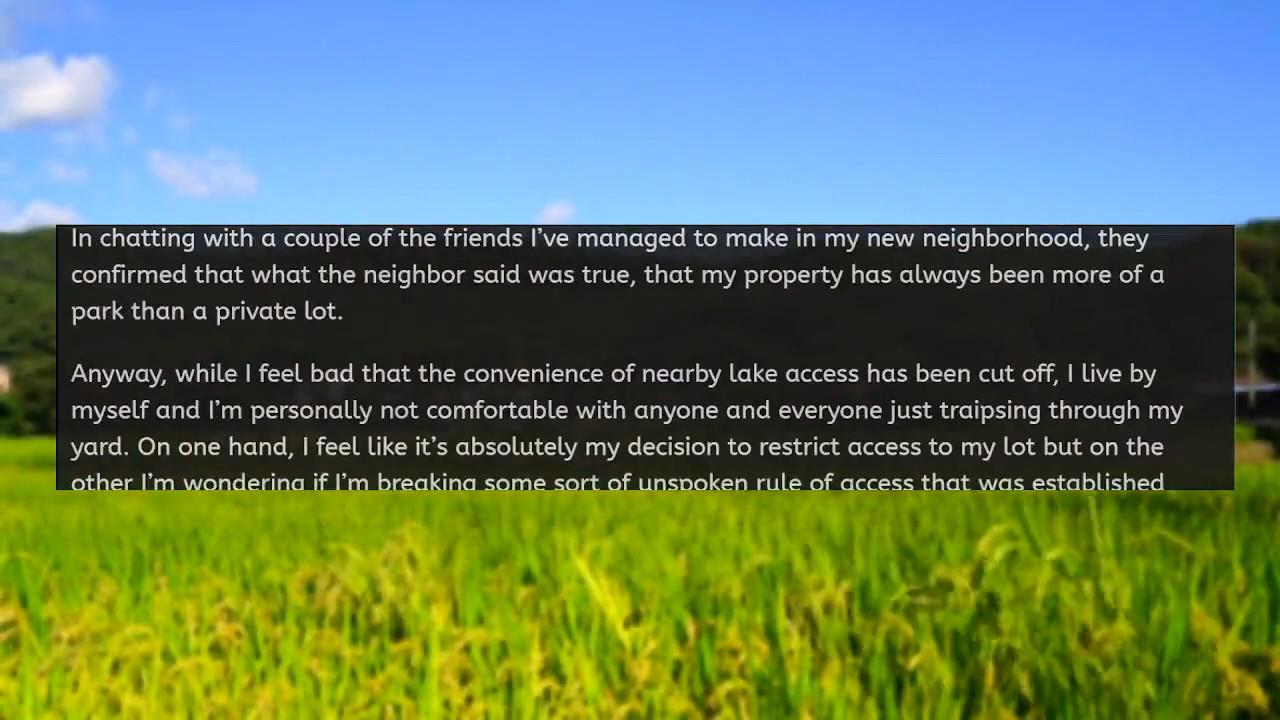 In chatting with a couple of the friends I’ve managed to make in my new neighborhood, they
confirmed that what the neighbor said was true, that my property has always been more of a
park than a private lot.
Anyway, while I feel bad that the convenience of nearby lake access has been cut off, I live by
myself and I’m personally not comfortable with anyone and everyone just traipsing through my
yard. On one hand, I feel like it’s absolutely my decision to restrict access to my lot but on the
other I’m wondering if I’m breaking some sort of unspoken rule of access that was established